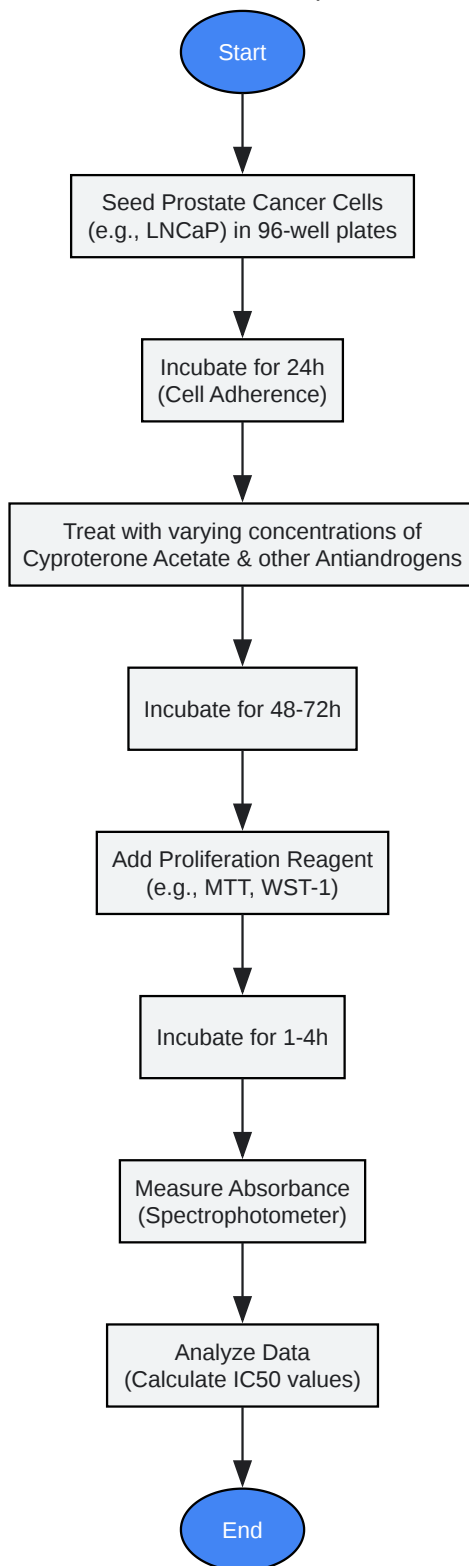 Start
Seed Prostate Cancer Cells
(e.g., LNCaP) in 96-well plates
Incubate for 24h
(Cell Adherence)
Treat with varying concentrations of
Cyproterone Acetate & other Antiandrogens
Incubate for 48-72h
Add Proliferation Reagent
(e.g., MTT, WST-1)
Incubate for 1-4h
Measure Absorbance
(Spectrophotometer)
Analyze Data
(Calculate IC50 values)
End